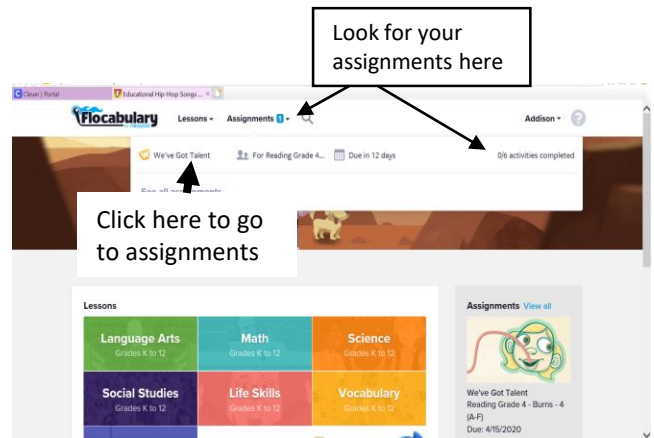 Look for your
assignments here
Clever | Portal
Educational Hip-Hop Songs ...
Flocabulary
Lessons
Assignments 1
Addison
?
We've Got Talent
For Reading Grade 4...
Due in 12 days
0/6 activities completed
See all assignments
Click here to go
to assignments
Lessons
Language Arts
Grades K to 12
Math
Grades K to 12
Science
Grades K to 12
Social Studies
Grades K to 12
Life Skills
Grades K to 12
Vocabulary
Grades K to 12
Assignments View all
We've Got Talent
Reading Grade 4 - Burns - 4
(A-F)
Due: 4/15/2020